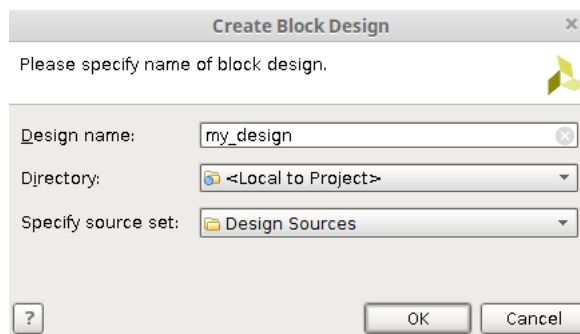 Create Block Design
Please specify name of block design.
Design name: my_design
Directory: <Local to Project>
Specify source set: Design Sources
? OK Cancel